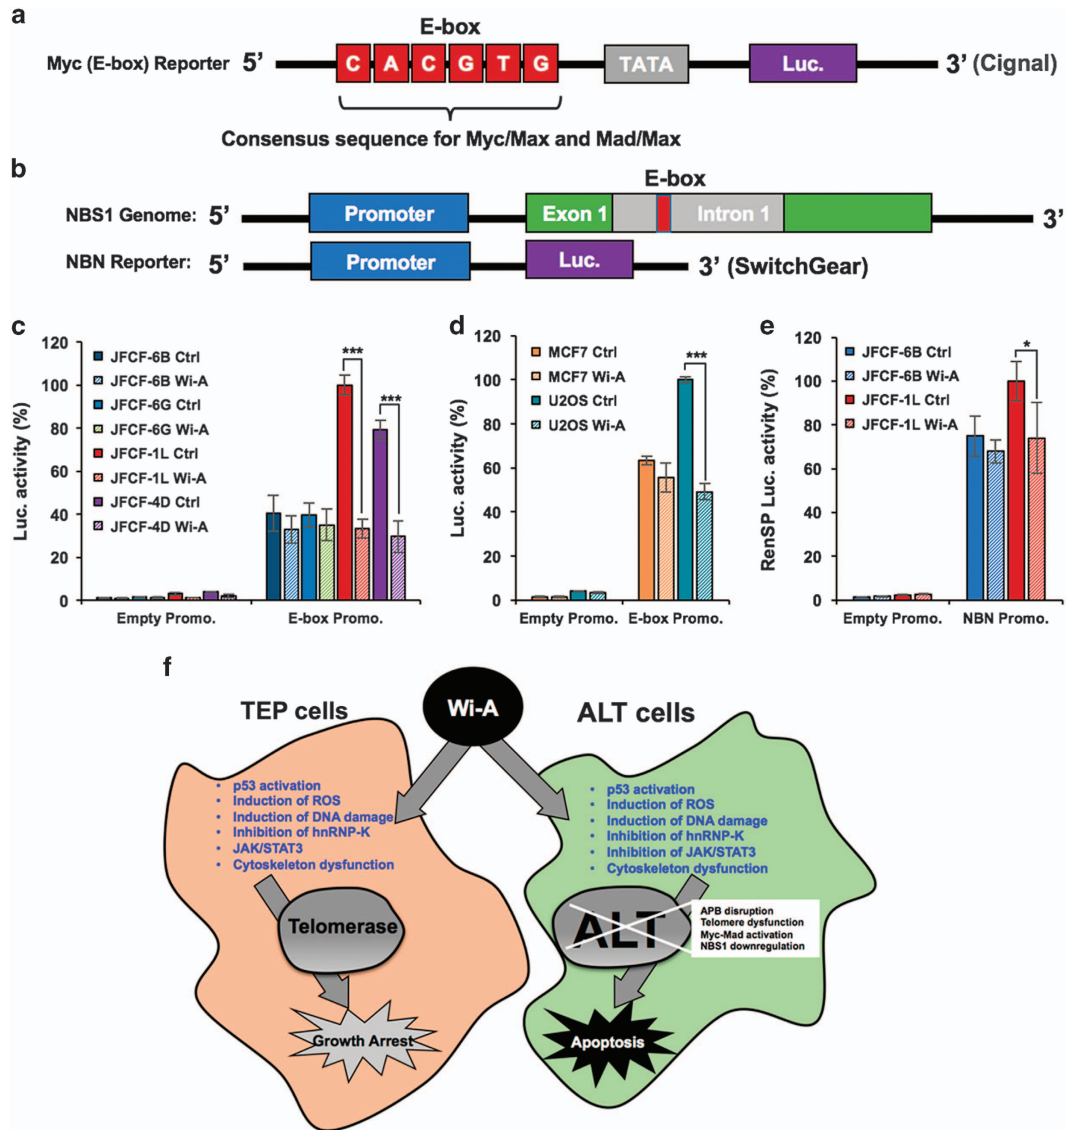 a
E-box
Myc (E-box) Reporter 5’ C A C G T G TATA Luc. 3’ (Cignal)
Consensus sequence for Myc/Max and Mad/Max
b
E-box
NBS1 Genome: 5’ Promoter Exon 1 Intron 1 3’
NBN Reporter: 5’ Promoter Luc. 3’ (SwitchGear)
c
Luc. activity (%)
120
100
80
60
40
20
0
JFCF-6B Ctrl
JFCF-6B Wi-A
JFCF-6G Ctrl
JFCF-6G Wi-A
JFCF-1L Ctrl
JFCF-1L Wi-A
JFCF-4D Ctrl
JFCF-4D Wi-A
***
***
Empty Promo. E-box Promo.
d
Luc. activity (%)
120
100
80
60
40
20
0
MCF7 Ctrl
MCF7 Wi-A
U2OS Ctrl
U2OS Wi-A
***
Empty Promo. E-box Promo.
e
RenSP Luc. activity (%)
120
100
80
60
40
20
0
JFCF-6B Ctrl
JFCF-6B Wi-A
JFCF-1L Ctrl
JFCF-1L Wi-A
*
Empty Promo. NBN Promo.
f
Wi-A
TEP cells
• p53 activation
• Induction of ROS
• Induction of DNA damage
• Inhibition of hnRNP-K
• JAK/STAT3
• Cytoskeleton dysfunction
Telomerase
Growth Arrest
ALT cells
• p53 activation
• Induction of ROS
• Induction of DNA damage
• Inhibition of hnRNP-K
• Inhibition of JAK/STAT3
• Cytoskeleton dysfunction
ALT
APB disruption
Telomere dysfunction
Myc-Mad activation
NBS1 downregulation
Apoptosis